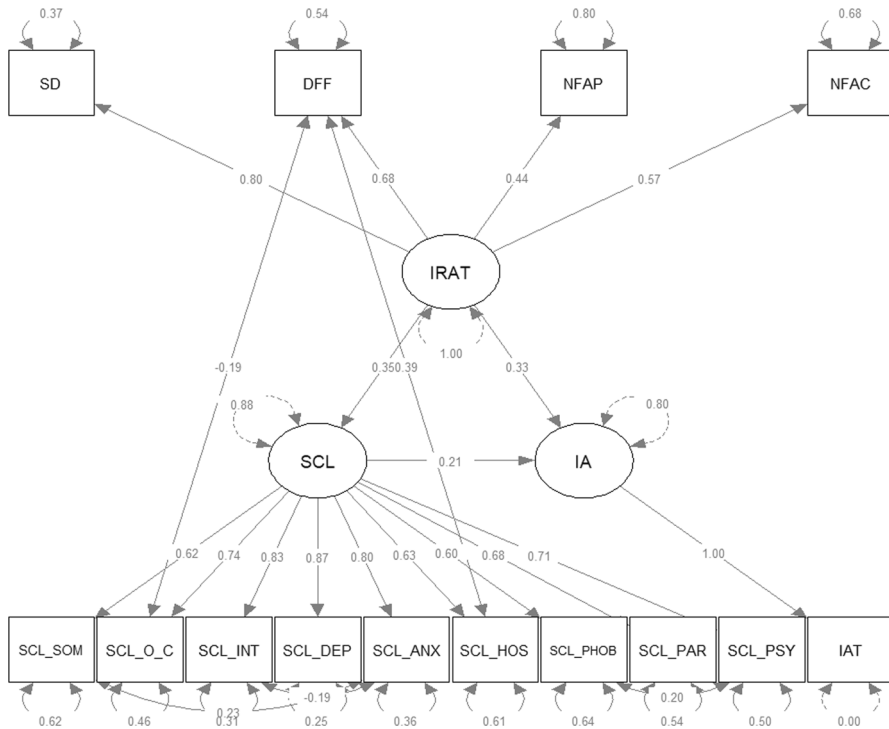 0.37 0.54 0.80 0.68
SD DFF NFAP NFAC
0.80 0.68 0.44 0.57
IRAT
1.00
-0.19 0.35 0.39 0.33
0.88 0.80
SCL 0.21 IA
0.62 0.74 0.83 0.87 0.80 0.63 0.60 0.68 0.71 1.00
SCL_SOM SCL_O_C SCL_INT SCL_DEP SCL_ANX SCL_HOS SCL_PHOB SCL_PAR SCL_PSY IAT
-0.19 0.20
0.23
0.62 0.46 0.31 0.25 0.36 0.61 0.64 0.54 0.50 0.00